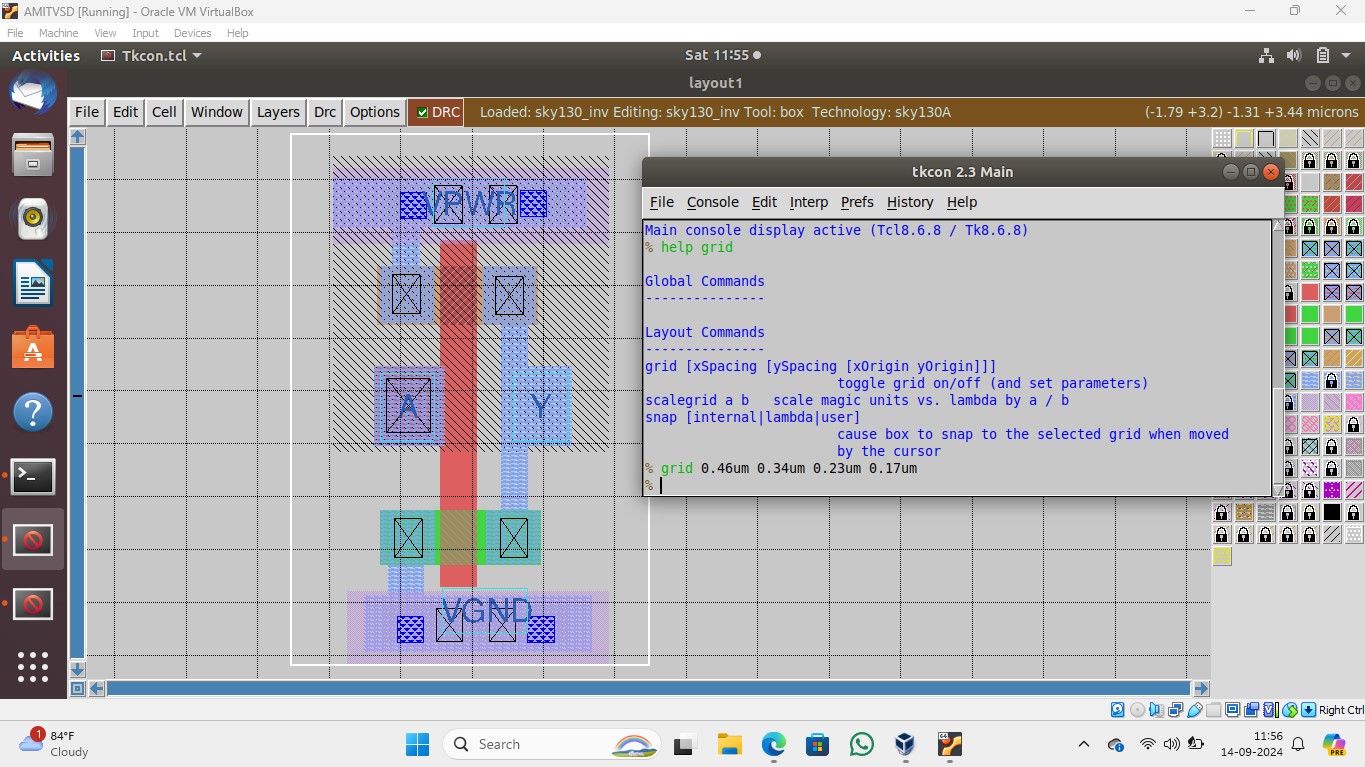 AMITVSD [Running] - Oracle VM VirtualBox
File Machine View Input Devices Help
Activities Tkcon.tcl Sat 11:55
layout1
File Edit Cell Window Layers Drc Options DRC Loaded: sky130_inv Editing: sky130_inv Tool: box Technology: sky130A (-1.79 +3.2) -1.31 +3.44 microns
VPWR
A
Y
VGND
tkcon 2.3 Main
File Console Edit Interp Prefs History Help
Main console display active (Tcl8.6.8 / Tk8.6.8)
% help grid
Global Commands
---------------
Layout Commands
---------------
grid [xSpacing [ySpacing [xOrigin yOrigin]]]
toggle grid on/off (and set parameters)
scalegrid a b scale magic units vs. lambda by a / b
snap [internal|lambda|user]
cause box to snap to the selected grid when moved
by the cursor
% grid 0.46um 0.34um 0.23um 0.17um
%
Right Ctrl
1
84°F
Cloudy
Search
64
11:56
14-09-2024
PRE